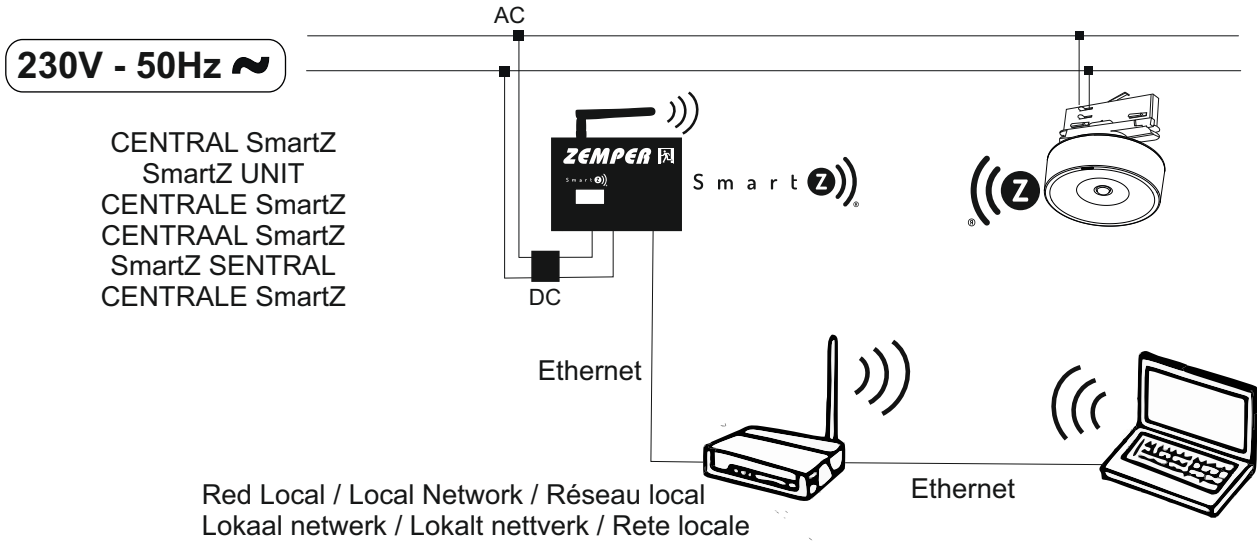 AC
230V - 50Hz ~
CENTRAL SmartZ
SmartZ UNIT
CENTRALE SmartZ
CENTRAAL SmartZ
SmartZ SENTRAL
CENTRALE SmartZ
ZEMPER
Smart Z
Smart Z ®
® Z
DC
Ethernet
Ethernet
Red Local / Local Network / Réseau local
Lokaal netwerk / Lokalt nettverk / Rete locale